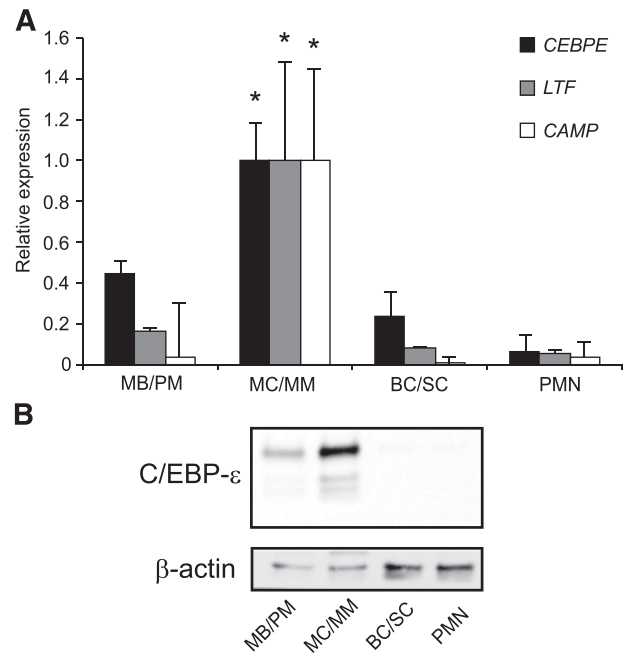 A
1.6
1.4
1.2
1.0
0.8
0.6
0.4
0.2
0
Relative expression
* * *
CEBPE
LTF
CAMP
MB/PM MC/MM BC/SC PMN
B
C/EBP-ε
β-actin
MB/PM MC/MM BC/SC PMN